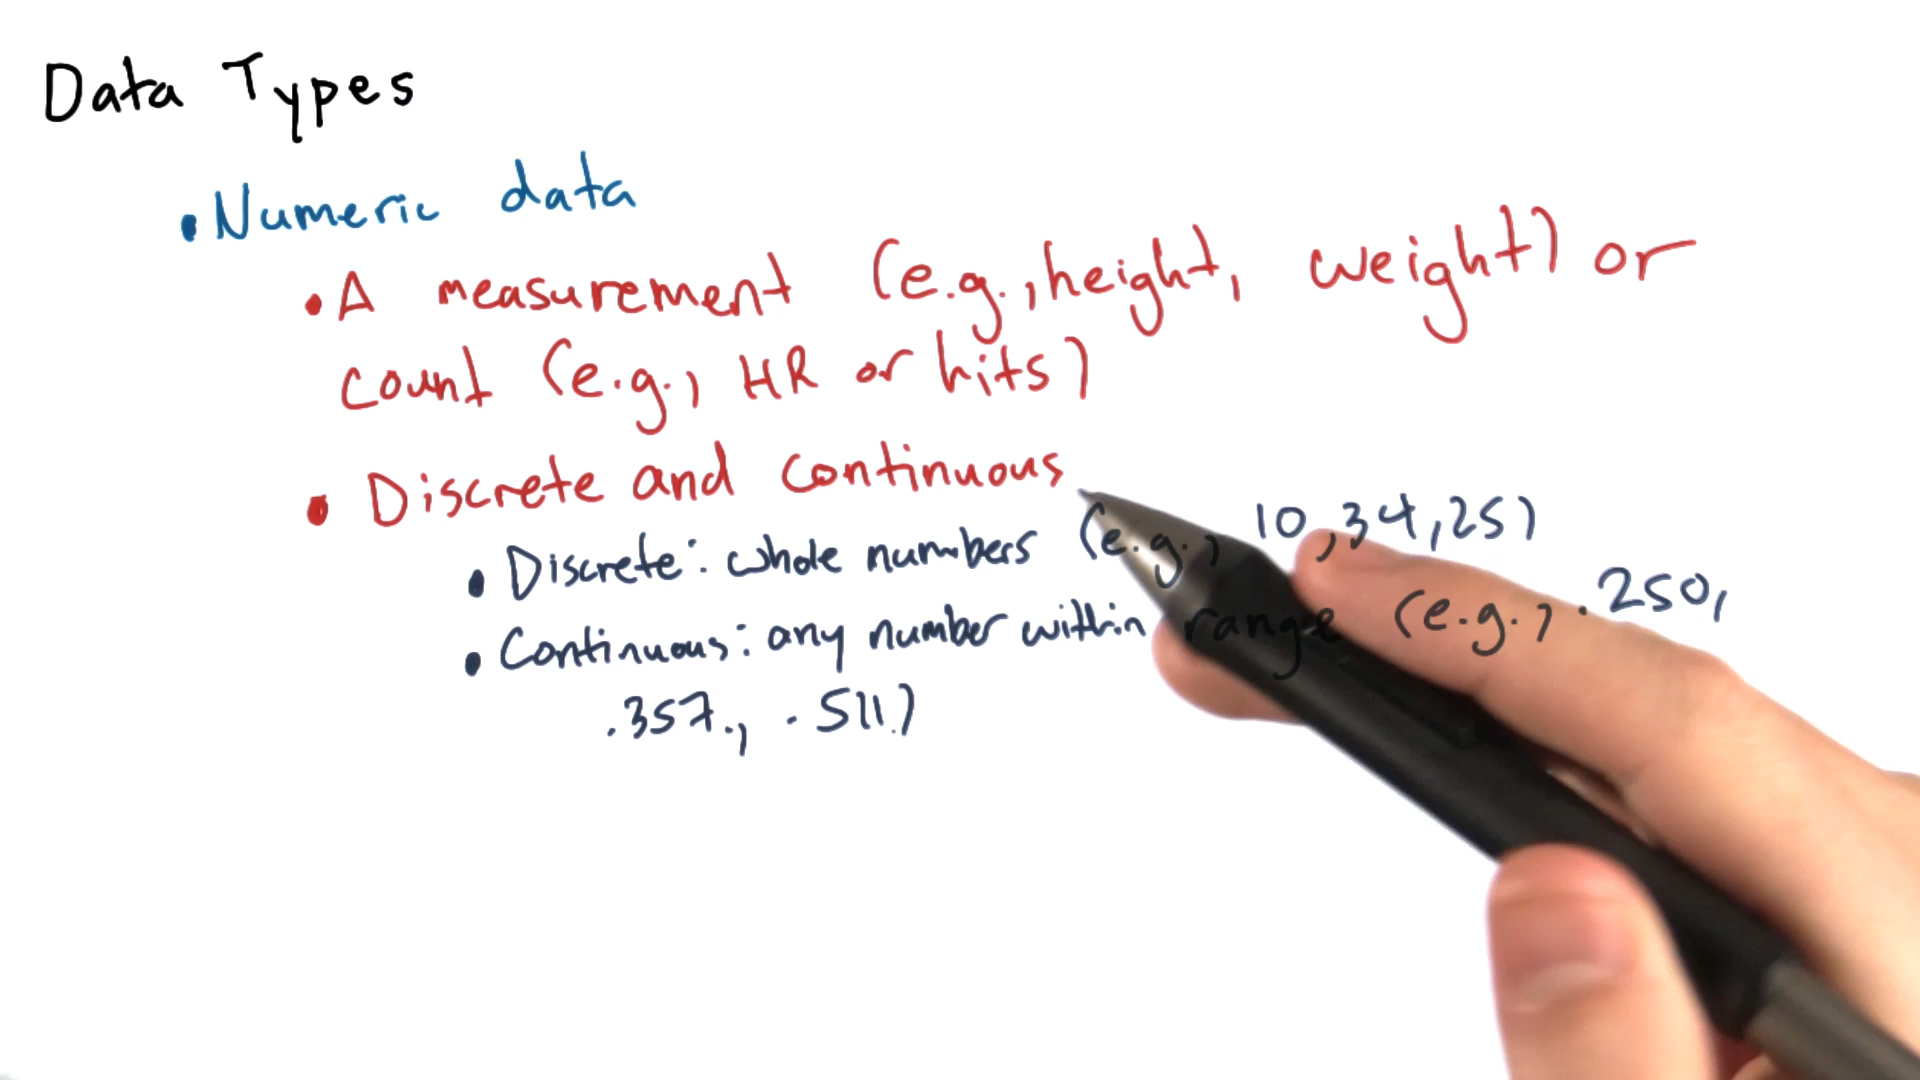 Data Types
• Numeric data
• A measurement (e.g., height, weight) or
count (e.g., HR or hits)
• Discrete and continuous
• Discrete: whole numbers (e.g., 10, 34, 25)
• Continuous: any number within range (e.g., .250,
.357., .511.)